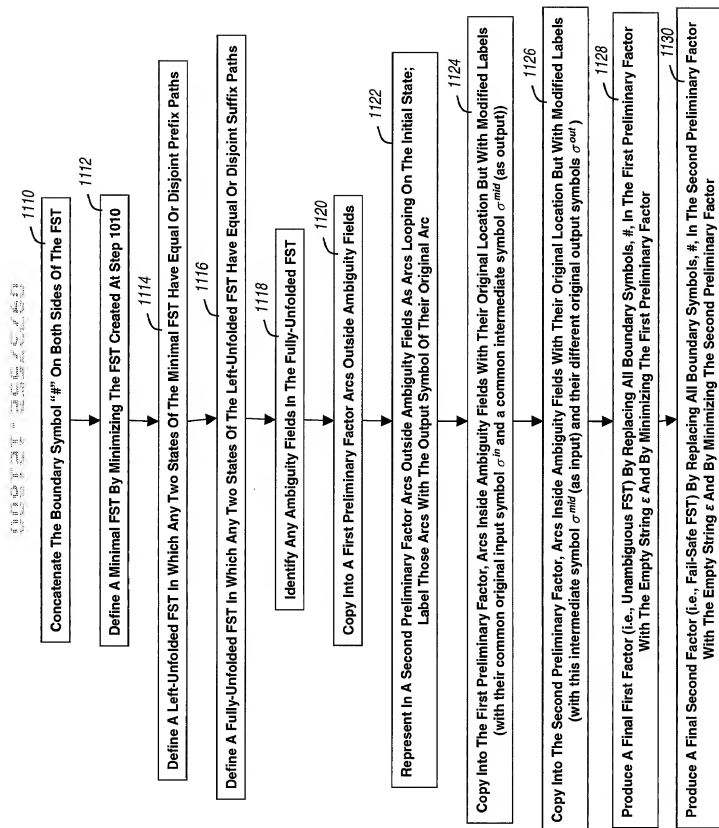 1110
Concatenate The Boundary Symbol "#" On Both Sides Of The FST
1112
Define A Minimal FST By Minimizing The FST Created At Step 1010
1114
Define A Left-Unfolded FST In Which Any Two States Of The Minimal FST Have Equal Or Disjoint Prefix Paths
1116
Define A Fully-Unfolded FST In Which Any Two States Of The Left-Unfolded FST Have Equal Or Disjoint Suffix Paths
1118
Identify Any Ambiguity Fields In The Fully-Unfolded FST
1120
Copy Into A First Preliminary Factor Arcs Outside Ambiguity Fields
1122
Represent In A Second Preliminary Factor Arcs Outside Ambiguity Fields As Arcs Looping On The Initial State;
Label Those Arcs With The Output Symbol Of Their Original Arc
1124
Copy Into The First Preliminary Factor, Arcs Inside Ambiguity Fields With Their Original Location But With Modified Labels
(with their common original input symbol σ^in and a common intermediate symbol σ^mid (as output))
1126
Copy Into The Second Preliminary Factor, Arcs Inside Ambiguity Fields With Their Original Location But With Modified Labels
(with this intermediate symbol σ^mid (as input) and their different original output symbols σ^out )
1128
Produce A Final First Factor (i.e., Unambiguous FST) By Replacing All Boundary Symbols, #, In The First Preliminary Factor
With The Empty String ε And By Minimizing The First Preliminary Factor
1130
Produce A Final Second Factor (i.e., Fail-Safe FST) By Replacing All Boundary Symbols, #, In The Second Preliminary Factor
With The Empty String ε And By Minimizing The Second Preliminary Factor